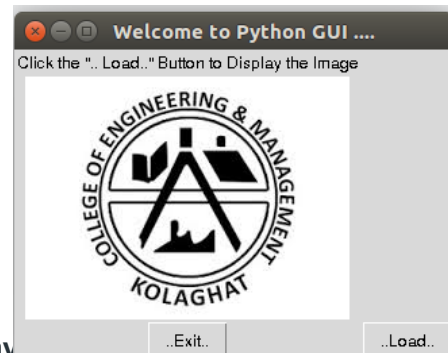 Welcome to Python GUI ....
Click the ".. Load.." Button to Display the Image
COLLEGE OF ENGINEERING & MANAGEMENT
KOLAGHAT
..Exit..
..Load..